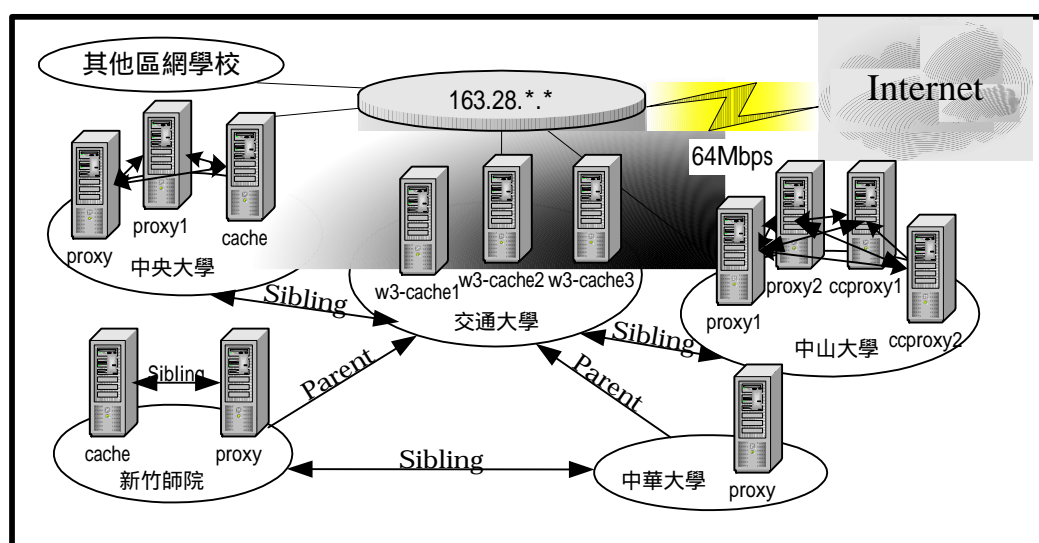 其他區網學校
163.28.*.*
Internet
64Mbps
proxy
proxy1
cache
中央大學
w3-cache1
w3-cache2
w3-cache3
交通大學
proxy1
proxy2
ccproxy1
ccproxy2
中山大學
Sibling
Sibling
Parent
Parent
Sibling
cache
proxy
新竹師院
Sibling
中華大學
proxy